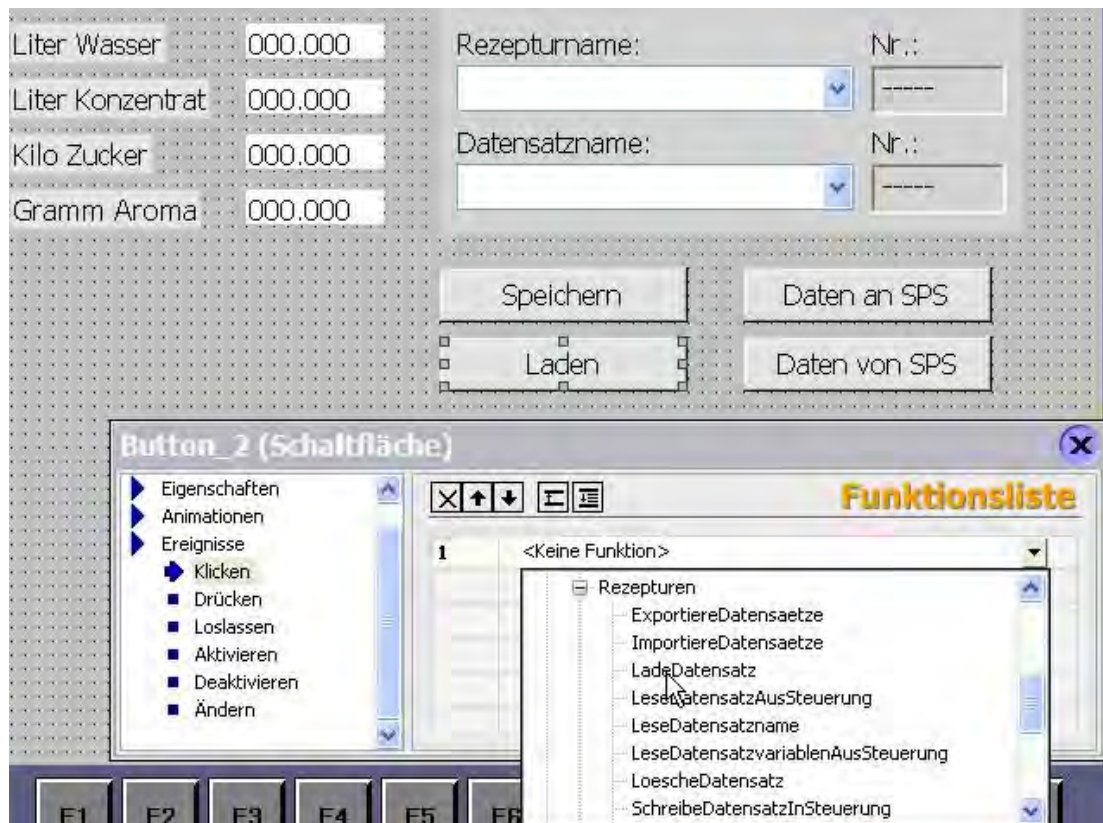 Liter Wasser 000.000
Liter Konzentrat 000.000
Kilo Zucker 000.000
Gramm Aroma 000.000
Rezepturname: Nr.:
-----
Datensatzname: Nr.:
-----
Speichern Daten an SPS
Laden Daten von SPS
Button_2 (Schaltfläche)
Eigenschaften
Animationen
Ereignisse
Klicken
Drücken
Loslassen
Aktivieren
Deaktivieren
Ändern
Funktionsliste
1 <Keine Funktion>
Rezepturen
ExportiereDatensaetze
ImportiereDatensaetze
LadeDatensatz
LeseDatensatzAusSteuerung
LeseDatensatzname
LeseDatensatzvariablenAusSteuerung
LoescheDatensatz
SchreibeDatensatzInSteuerung
F1 F2 F3 F4 F5 F6